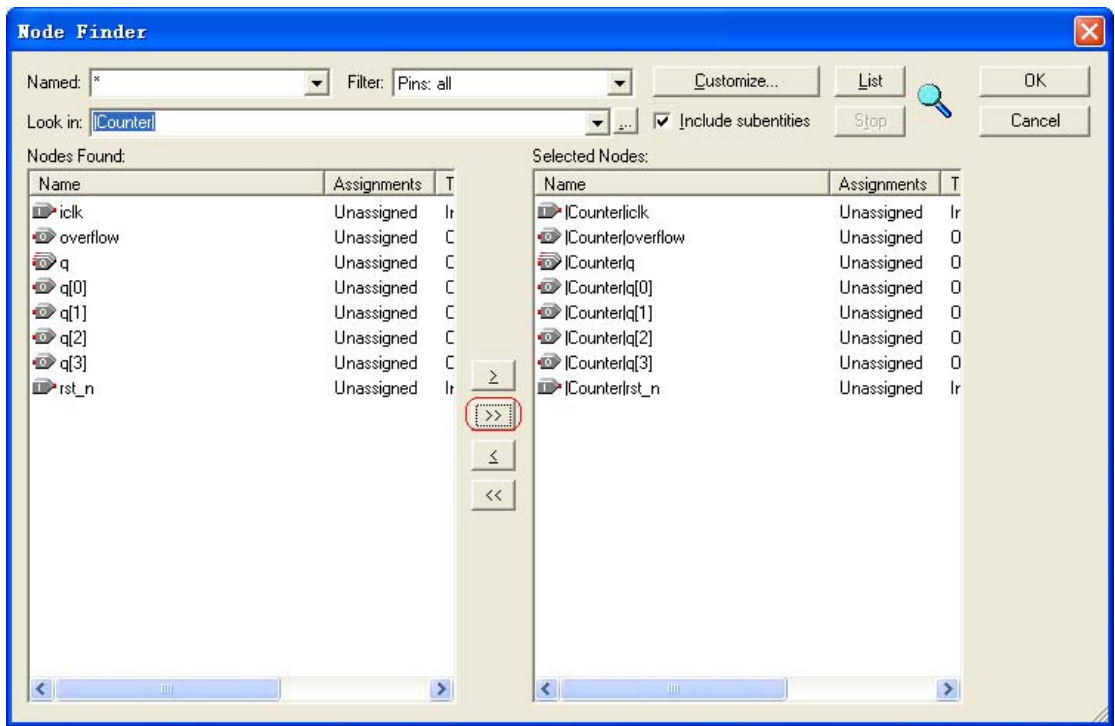 Node Finder
Named: * Filter: Pins: all Customize... List OK
Look in: |Counter| ... Include subentities Stop Cancel
Nodes Found: Selected Nodes:
Name Assignments T Name Assignments T
iclk Unassigned In |Counter|iclk Unassigned In
overflow Unassigned O |Counter|overflow Unassigned O
q Unassigned O |Counter|q Unassigned O
q[0] Unassigned O |Counter|q[0] Unassigned O
q[1] Unassigned O |Counter|q[1] Unassigned O
q[2] Unassigned O |Counter|q[2] Unassigned O
q[3] Unassigned O |Counter|q[3] Unassigned O
rst_n Unassigned In |Counter|rst_n Unassigned In
>
>>
<
<<